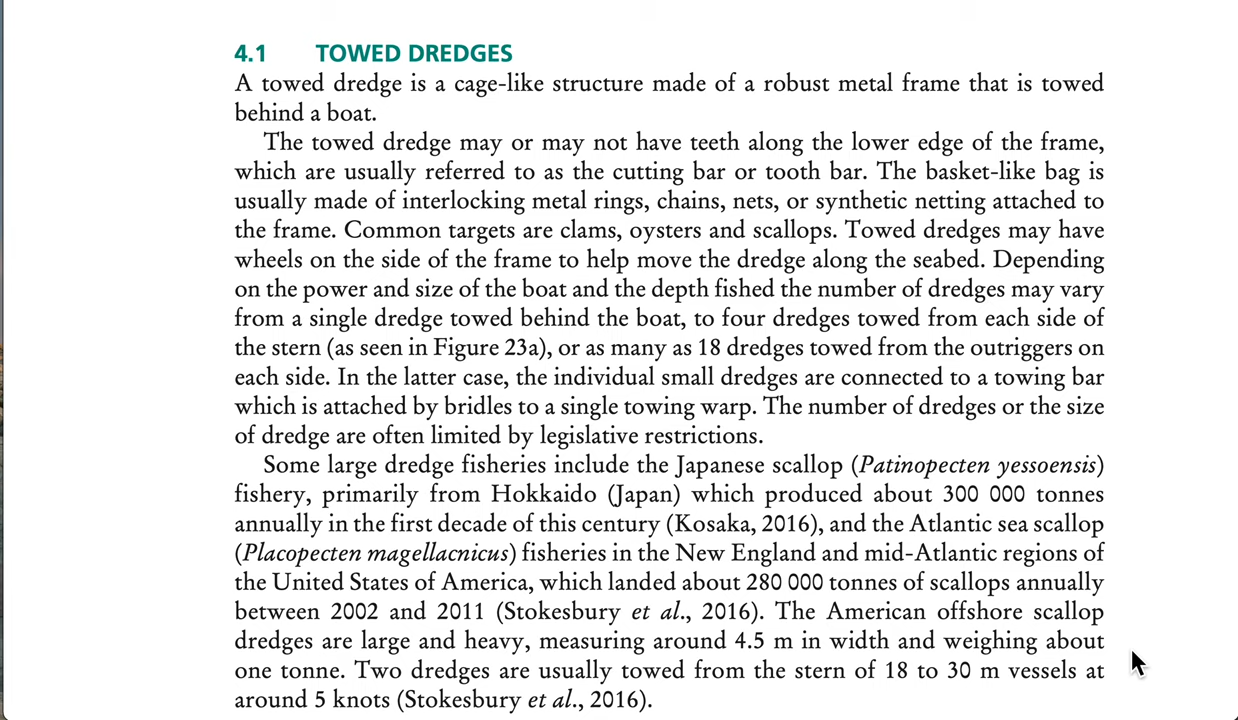 4.1 TOWED DREDGES
A towed dredge is a cage-like structure made of a robust metal frame that is towed
behind a boat.
The towed dredge may or may not have teeth along the lower edge of the frame,
which are usually referred to as the cutting bar or tooth bar. The basket-like bag is
usually made of interlocking metal rings, chains, nets, or synthetic netting attached to
the frame. Common targets are clams, oysters and scallops. Towed dredges may have
wheels on the side of the frame to help move the dredge along the seabed. Depending
on the power and size of the boat and the depth fished the number of dredges may vary
from a single dredge towed behind the boat, to four dredges towed from each side of
the stern (as seen in Figure 23a), or as many as 18 dredges towed from the outriggers on
each side. In the latter case, the individual small dredges are connected to a towing bar
which is attached by bridles to a single towing warp. The number of dredges or the size
of dredge are often limited by legislative restrictions.
Some large dredge fisheries include the Japanese scallop (Patinopecten yessoensis)
fishery, primarily from Hokkaido (Japan) which produced about 300 000 tonnes
annually in the first decade of this century (Kosaka, 2016), and the Atlantic sea scallop
(Placopecten magellacnicus) fisheries in the New England and mid-Atlantic regions of
the United States of America, which landed about 280 000 tonnes of scallops annually
between 2002 and 2011 (Stokesbury et al., 2016). The American offshore scallop
dredges are large and heavy, measuring around 4.5 m in width and weighing about
one tonne. Two dredges are usually towed from the stern of 18 to 30 m vessels at
around 5 knots (Stokesbury et al., 2016).